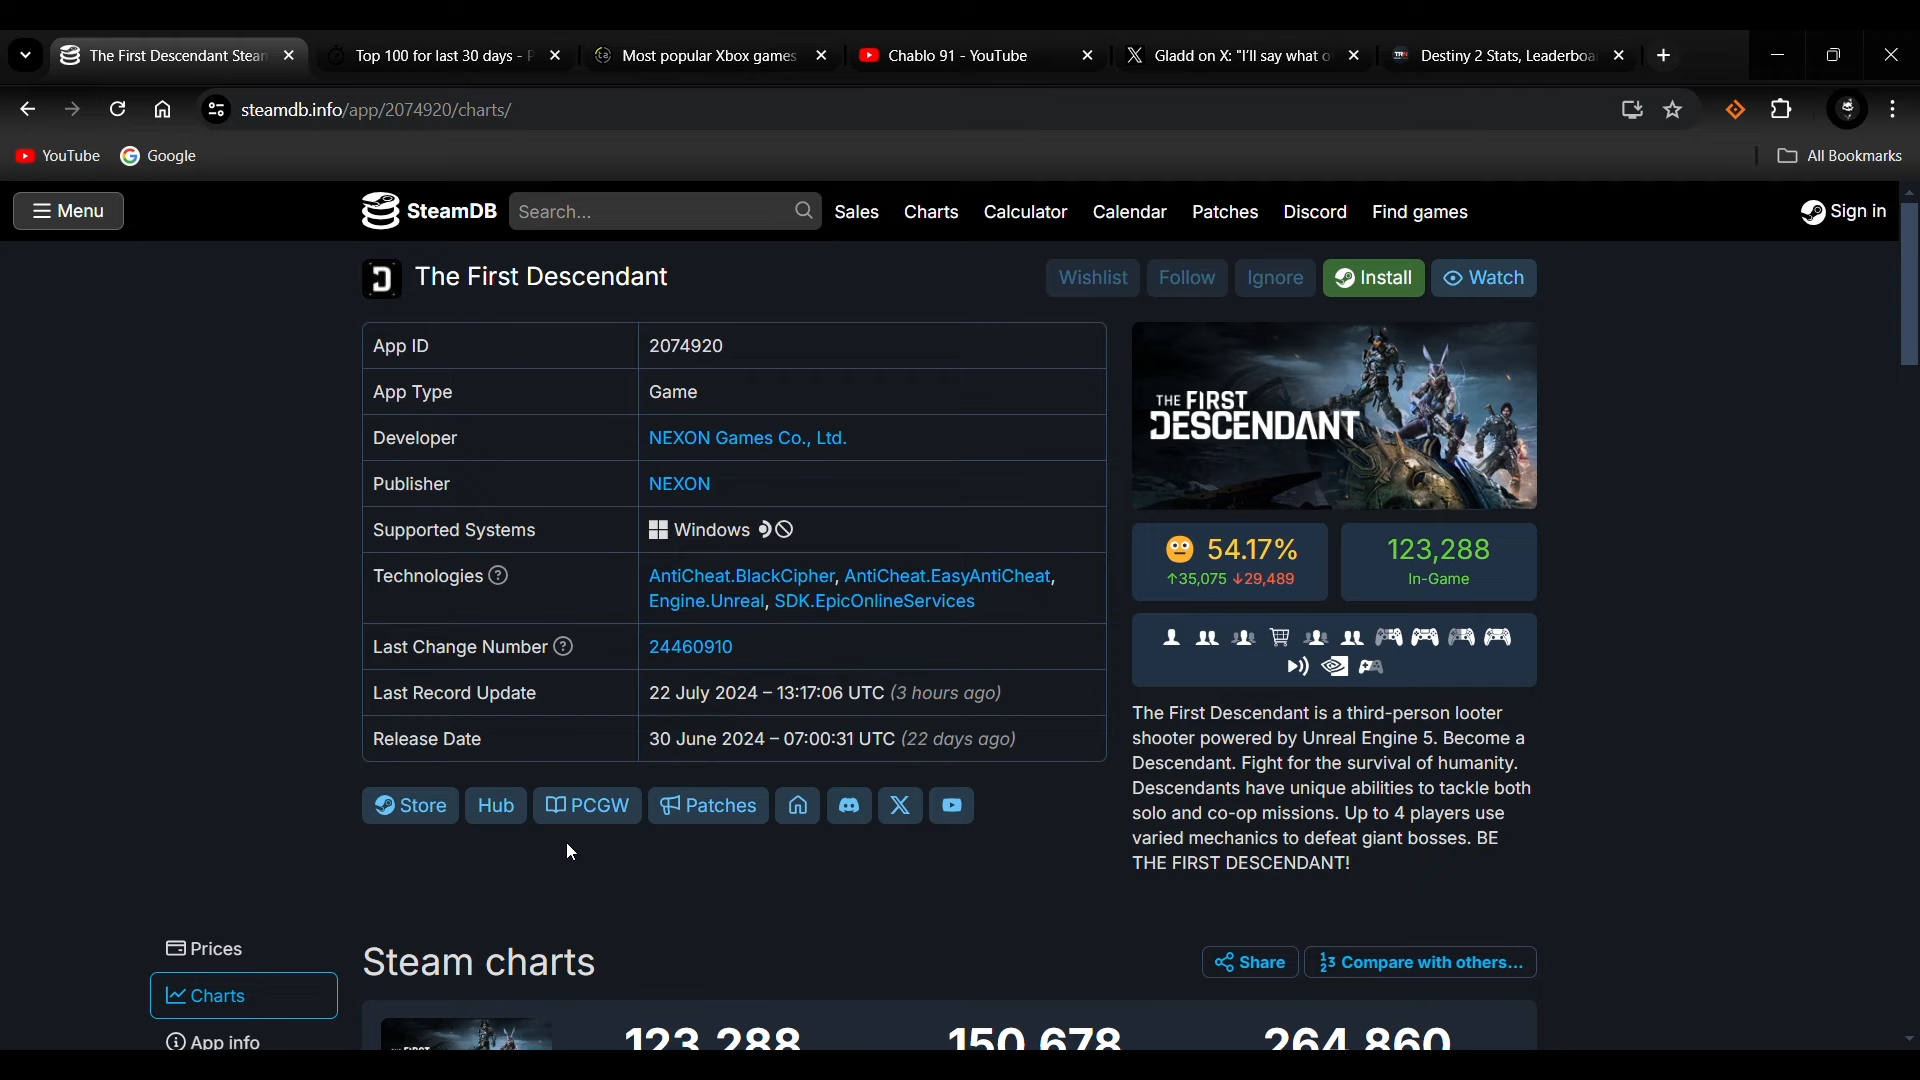 The First Descendant Stea
Top 100 for last 30 days -
Most popular Xbox games
Chablo 91 - YouTube
Gladd on X: "I'll say what o
Destiny 2 Stats, Leaderboa
steamdb.info/app/2074920/charts/
YouTube
Google
All Bookmarks
Menu
SteamDB
Search...
Sales
Charts
Calculator
Calendar
Patches
Discord
Find games
Sign in
The First Descendant
Wishlist
Follow
Ignore
Install
Watch
App ID 2074920
App Type Game
Developer NEXON Games Co., Ltd.
Publisher NEXON
Supported Systems Windows
Technologies ? AntiCheat.BlackCipher, AntiCheat.EasyAntiCheat,
Engine.Unreal, SDK.EpicOnlineServices
Last Change Number ? 24460910
Last Record Update 22 July 2024 – 13:17:06 UTC (3 hours ago)
Release Date 30 June 2024 – 07:00:31 UTC (22 days ago)
Store
Hub
PCGW
Patches
THE FIRST
DESCENDANT
54.17%
↑35,075 ↓29,489
123,288
In-Game
The First Descendant is a third-person looter
shooter powered by Unreal Engine 5. Become a
Descendant. Fight for the survival of humanity.
Descendants have unique abilities to tackle both
solo and co-op missions. Up to 4 players use
varied mechanics to defeat giant bosses. BE
THE FIRST DESCENDANT!
Prices
Charts
App info
Steam charts
Share
Compare with others...
123,288
150,678
264,860